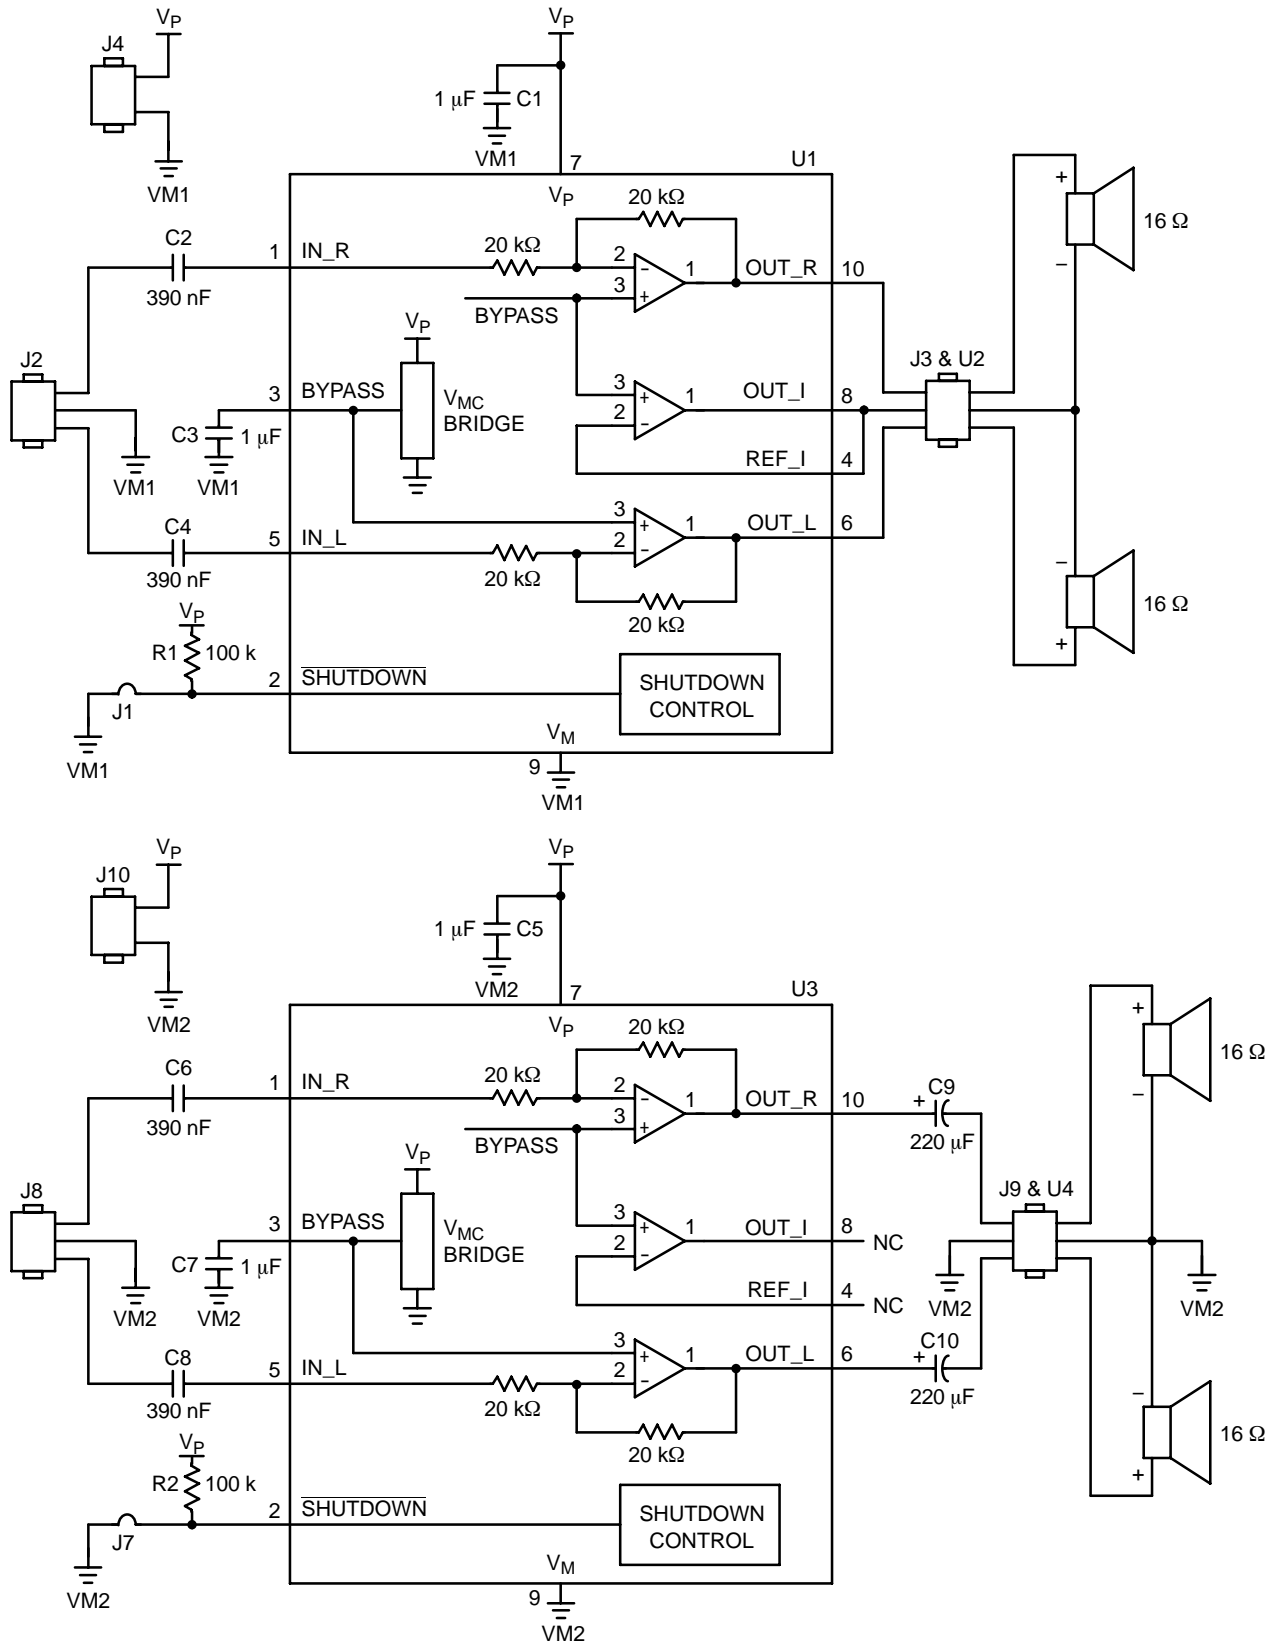 VP
J4
VM1
VP
1 μF C1
VM1
7
U1
VP
20 kΩ
C2
390 nF
1 IN_R
20 kΩ
2
–
3
+
1
OUT_R 10
BYPASS
VP
J2
VM1
3 BYPASS
C3 1 μF
VM1
VMC
BRIDGE
3
+
2
–
1
OUT_I 8
REF_I 4
J3 & U2
+
–
16 Ω
C4
390 nF
5 IN_L
20 kΩ
3
+
2
–
1
OUT_L 6
20 kΩ
–
+
16 Ω
VP
R1 100 k
J1
VM1
2 SHUTDOWN
SHUTDOWN
CONTROL
VM
9
VM1
VP
J10
VM2
VP
1 μF C5
VM2
7
U3
VP
20 kΩ
C6
390 nF
1 IN_R
20 kΩ
2
–
3
+
1
OUT_R 10
BYPASS
+ C9
220 μF
VP
J8
VM2
3 BYPASS
C7 1 μF
VM2
VMC
BRIDGE
3
+
2
–
1
OUT_I 8 NC
REF_I 4 NC
J9 & U4
VM2
VM2
+
–
16 Ω
C8
390 nF
5 IN_L
20 kΩ
3
+
2
–
1
OUT_L 6
20 kΩ
+ C10
220 μF
–
+
16 Ω
VP
R2 100 k
J7
VM2
2 SHUTDOWN
SHUTDOWN
CONTROL
VM
9
VM2